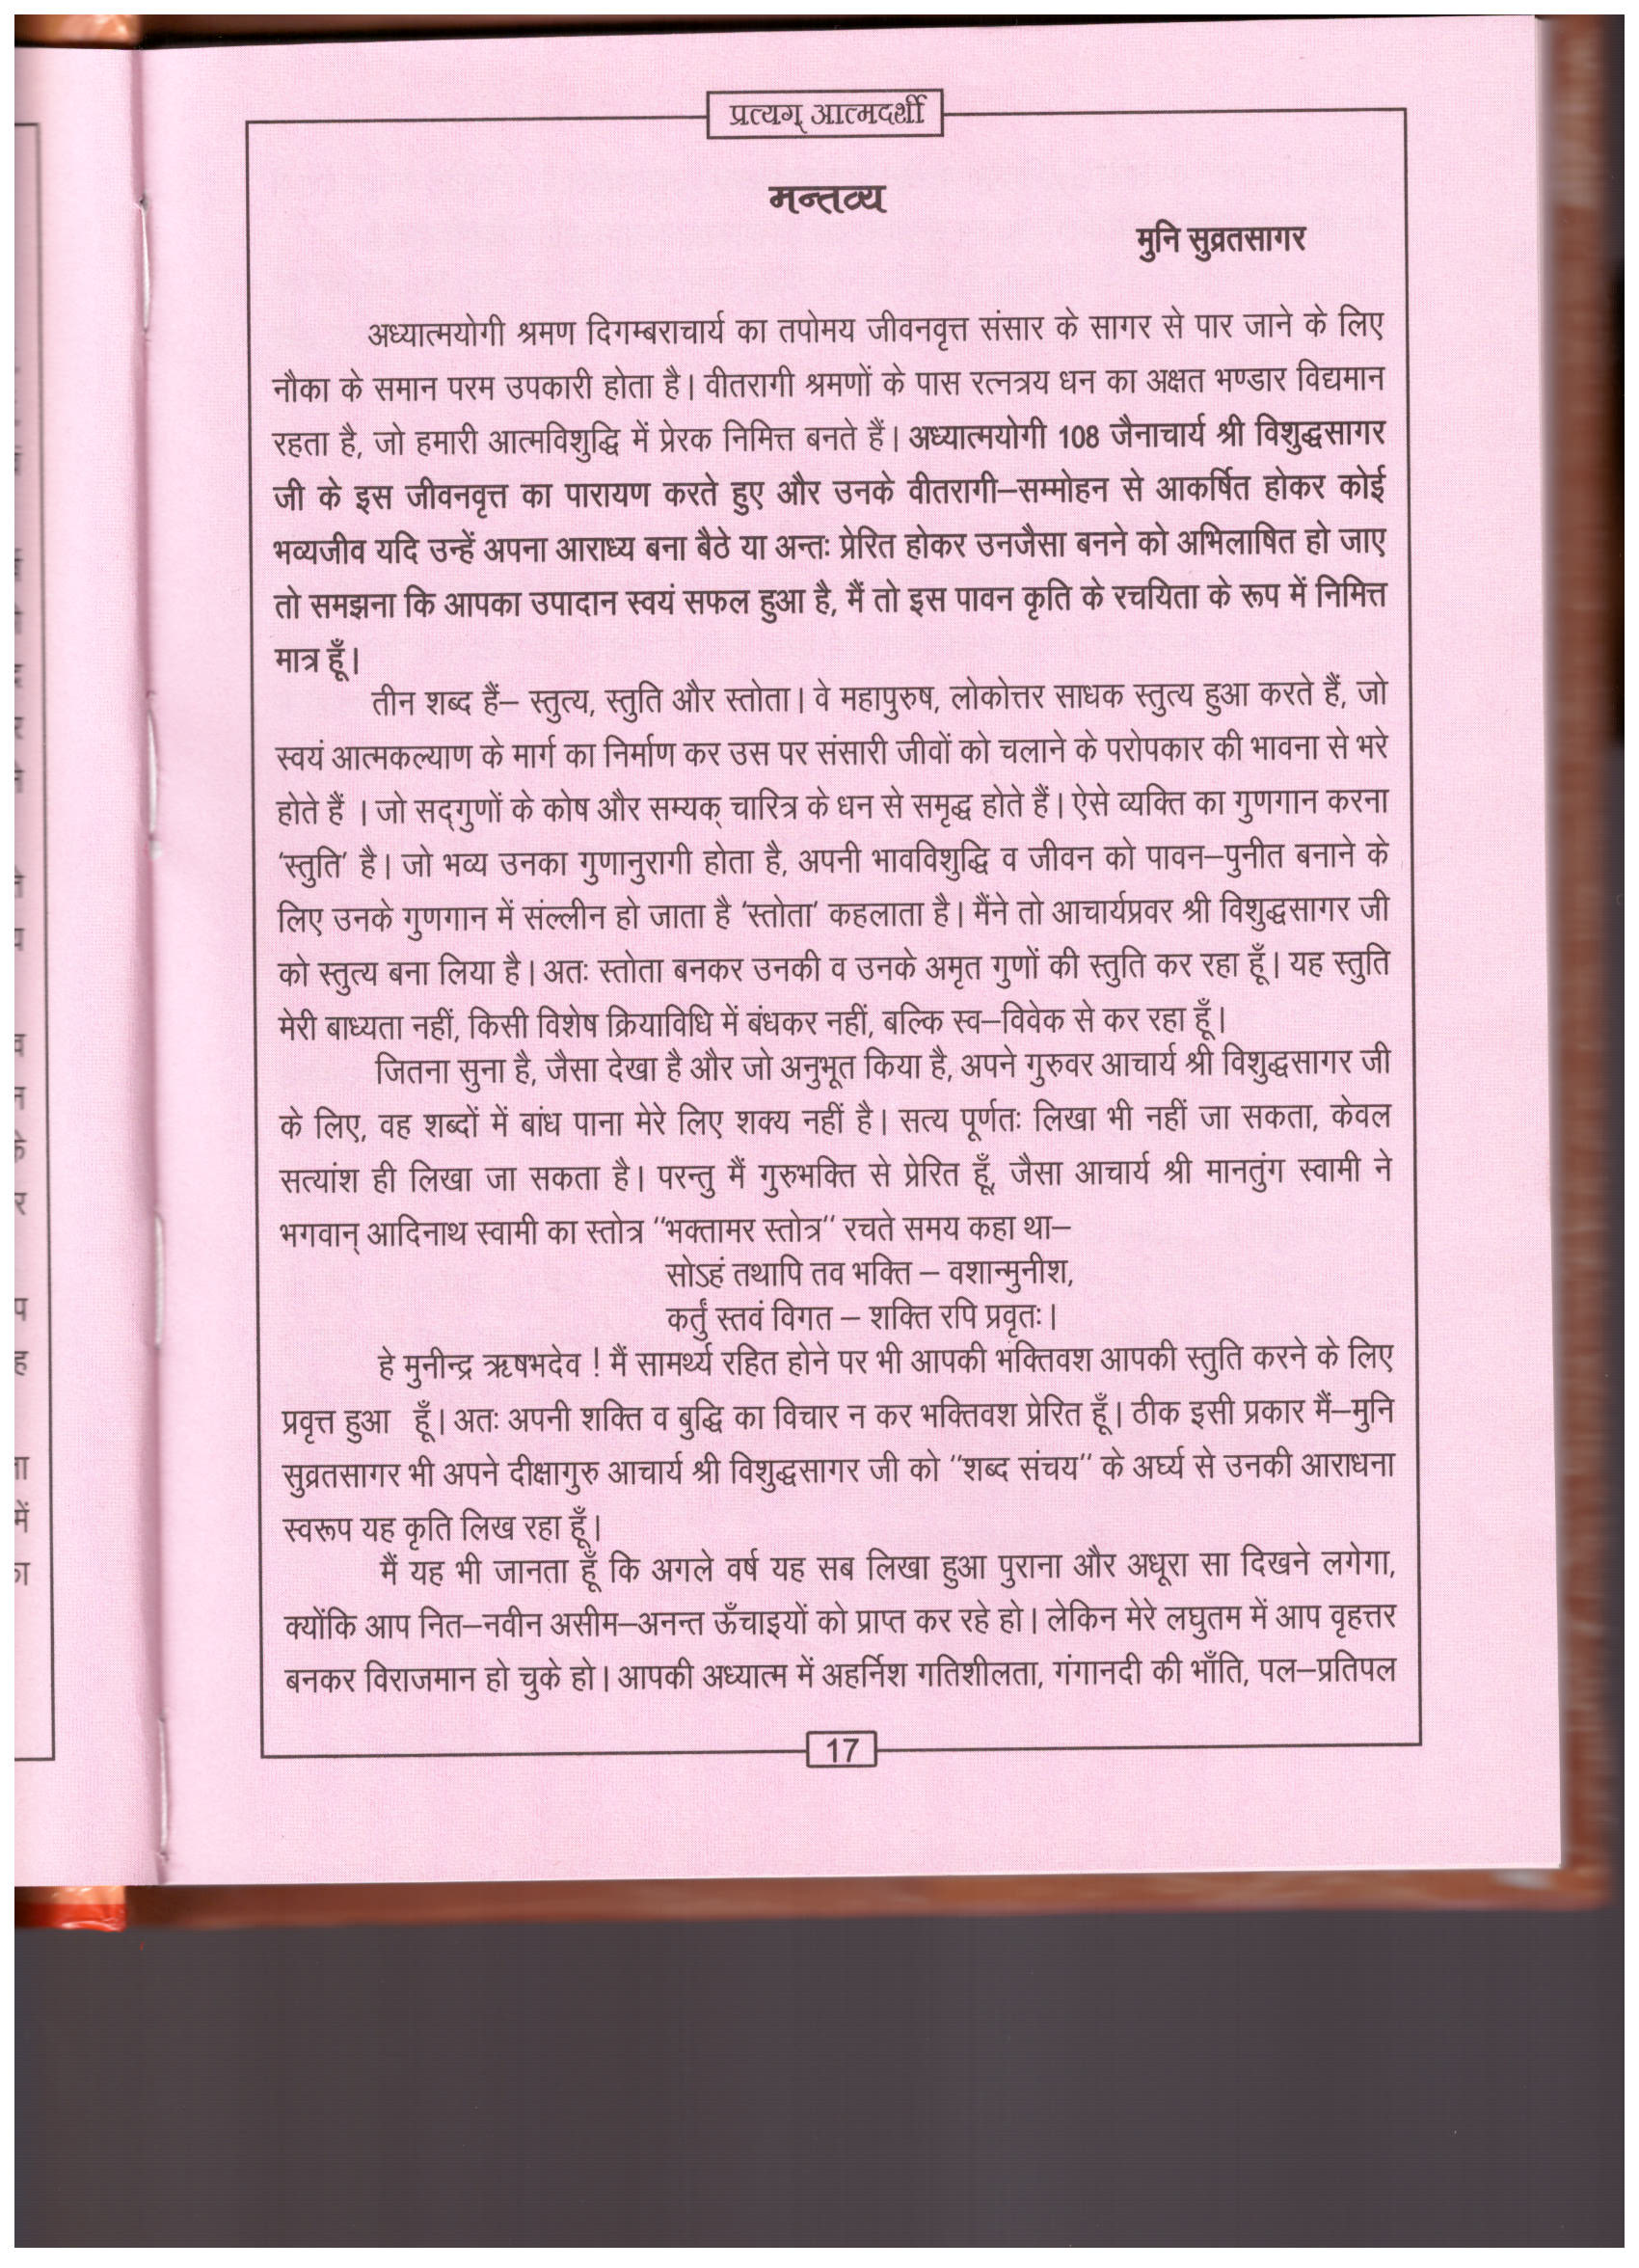 प्रत्यग् आत्मदर्शी
मन्तव्य
मुनि सुव्रतसागर
अध्यात्मयोगी श्रमण दिगम्बराचार्य का तपोमय जीवनवृत्त संसार के सागर से पार जाने के लिए
नौका के समान परम उपकारी होता है। वीतरागी श्रमणों के पास रत्नत्रय धन का अक्षत भण्डार विद्यमान
रहता है, जो हमारी आत्मविशुद्धि में प्रेरक निमित्त बनते हैं। अध्यात्मयोगी 108 जैनाचार्य श्री विशुद्धसागर
जी के इस जीवनवृत्त का पारायण करते हुए और उनके वीतरागी–सम्मोहन से आकर्षित होकर कोई
भव्यजीव यदि उन्हें अपना आराध्य बना बैठे या अन्तः प्रेरित होकर उनजैसा बनने को अभिलाषित हो जाए
तो समझना कि आपका उपादान स्वयं सफल हुआ है, मैं तो इस पावन कृति के रचयिता के रूप में निमित्त
मात्र हूँ।
तीन शब्द हैं– स्तुत्य, स्तुति और स्तोता। वे महापुरुष, लोकोत्तर साधक स्तुत्य हुआ करते हैं, जो
स्वयं आत्मकल्याण के मार्ग का निर्माण कर उस पर संसारी जीवों को चलाने के परोपकार की भावना से भरे
होते हैं । जो सद्‌गुणों के कोष और सम्यक् चारित्र के धन से समृद्ध होते हैं। ऐसे व्यक्ति का गुणगान करना
'स्तुति' है। जो भव्य उनका गुणानुरागी होता है, अपनी भावविशुद्धि व जीवन को पावन–पुनीत बनाने के
लिए उनके गुणगान में संल्लीन हो जाता है 'स्तोता' कहलाता है। मैंने तो आचार्यप्रवर श्री विशुद्धसागर जी
को स्तुत्य बना लिया है। अतः स्तोता बनकर उनकी व उनके अमृत गुणों की स्तुति कर रहा हूँ। यह स्तुति
मेरी बाध्यता नहीं, किसी विशेष क्रियाविधि में बंधकर नहीं, बल्कि स्व–विवेक से कर रहा हूँ।
जितना सुना है, जैसा देखा है और जो अनुभूत किया है, अपने गुरुवर आचार्य श्री विशुद्धसागर जी
के लिए, वह शब्दों में बांध पाना मेरे लिए शक्य नहीं है। सत्य पूर्णतः लिखा भी नहीं जा सकता, केवल
सत्यांश ही लिखा जा सकता है। परन्तु मैं गुरुभक्ति से प्रेरित हूँ, जैसा आचार्य श्री मानतुंग स्वामी ने
भगवान् आदिनाथ स्वामी का स्तोत्र "भक्तामर स्तोत्र" रचते समय कहा था–
सोऽहं तथापि तव भक्ति – वशान्मुनीश,
कर्तुं स्तवं विगत – शक्ति रपि प्रवृतः।
हे मुनीन्द्र ऋषभदेव ! मैं सामर्थ्य रहित होने पर भी आपकी भक्तिवश आपकी स्तुति करने के लिए
प्रवृत्त हुआ हूँ। अतः अपनी शक्ति व बुद्धि का विचार न कर भक्तिवश प्रेरित हूँ। ठीक इसी प्रकार मैं–मुनि
सुव्रतसागर भी अपने दीक्षागुरु आचार्य श्री विशुद्धसागर जी को "शब्द संचय" के अर्घ्य से उनकी आराधना
स्वरूप यह कृति लिख रहा हूँ।
मैं यह भी जानता हूँ कि अगले वर्ष यह सब लिखा हुआ पुराना और अधूरा सा दिखने लगेगा,
क्योंकि आप नित–नवीन असीम–अनन्त ऊँचाइयों को प्राप्त कर रहे हो। लेकिन मेरे लघुतम में आप वृहत्तर
बनकर विराजमान हो चुके हो। आपकी अध्यात्म में अहर्निश गतिशीलता, गंगानदी की भाँति, पल–प्रतिपल
17